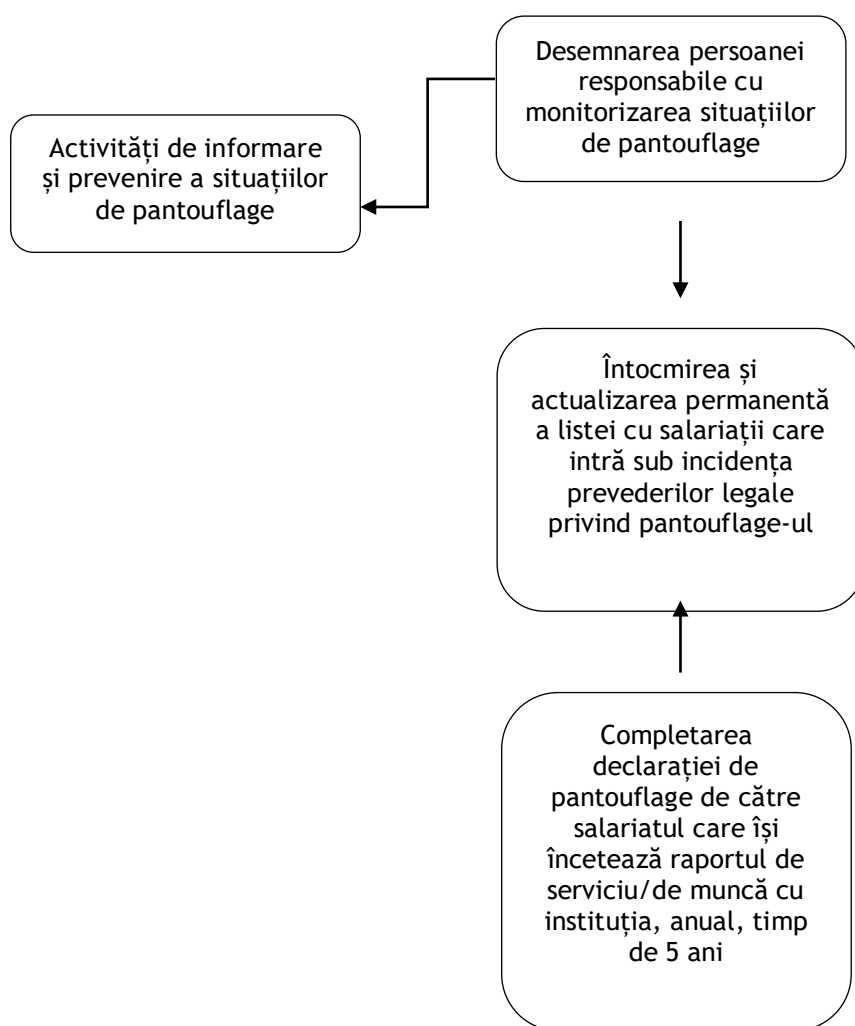 Desemnarea persoanei
responsabile cu
monitorizarea situațiilor
de pantouflage
Activități de informare
și prevenire a situațiilor
de pantouflage
Întocmirea și
actualizarea permanentă
a listei cu salariații care
intră sub incidența
prevederilor legale
privind pantouflage-ul
Completarea
declarației de
pantouflage de către
salariatul care își
încetează raportul de
serviciu/de muncă cu
instituția, anual, timp
de 5 ani